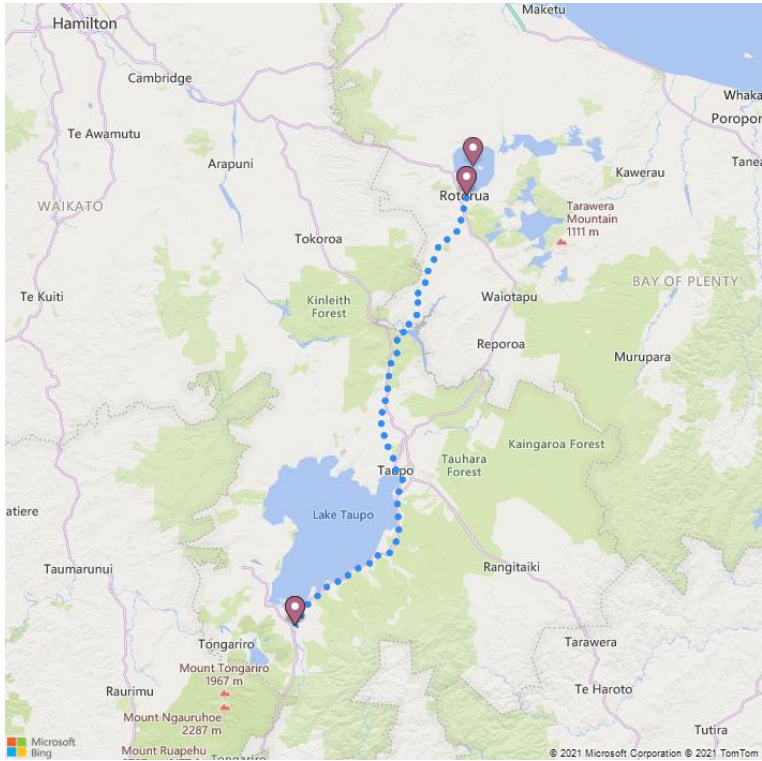 Maketu
Hamilton
Cambridge
Whaka
Poropor
Te Awamutu
Arapuni
Tanea
Kawerau
Rotorua
WAIKATO
Tarawera
Mountain
1111 m
Tokoroa
BAY OF PLENTY
Te Kuiti
Kinleith
Forest
Waiotapu
Reporoa
Murupara
Kaingaroa Forest
Tauhara
Forest
Taupo
Lake Taupo
atiere
Taumarunui
Rangitaiki
Tongariro
Tarawera
Mount Tongariro
1967 m
Raurimu
Te Haroto
Mount Ngauruhoe
2287 m
Tutira
Microsoft
Bing
Mount Ruapehu
Tongariro
© 2021 Microsoft Corporation © 2021 TomTom